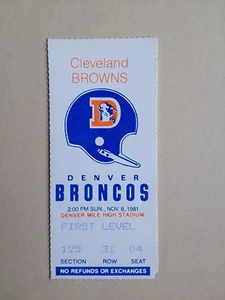 Cleveland
BROWNS
D
DENVER
BRONCOS
2:00 PM SUN., NOV 8, 1981
DENVER MILE HIGH STADIUM
FIRST LEVEL
125 31 04
SECTION ROW SEAT
NO REFUNDS OR EXCHANGES